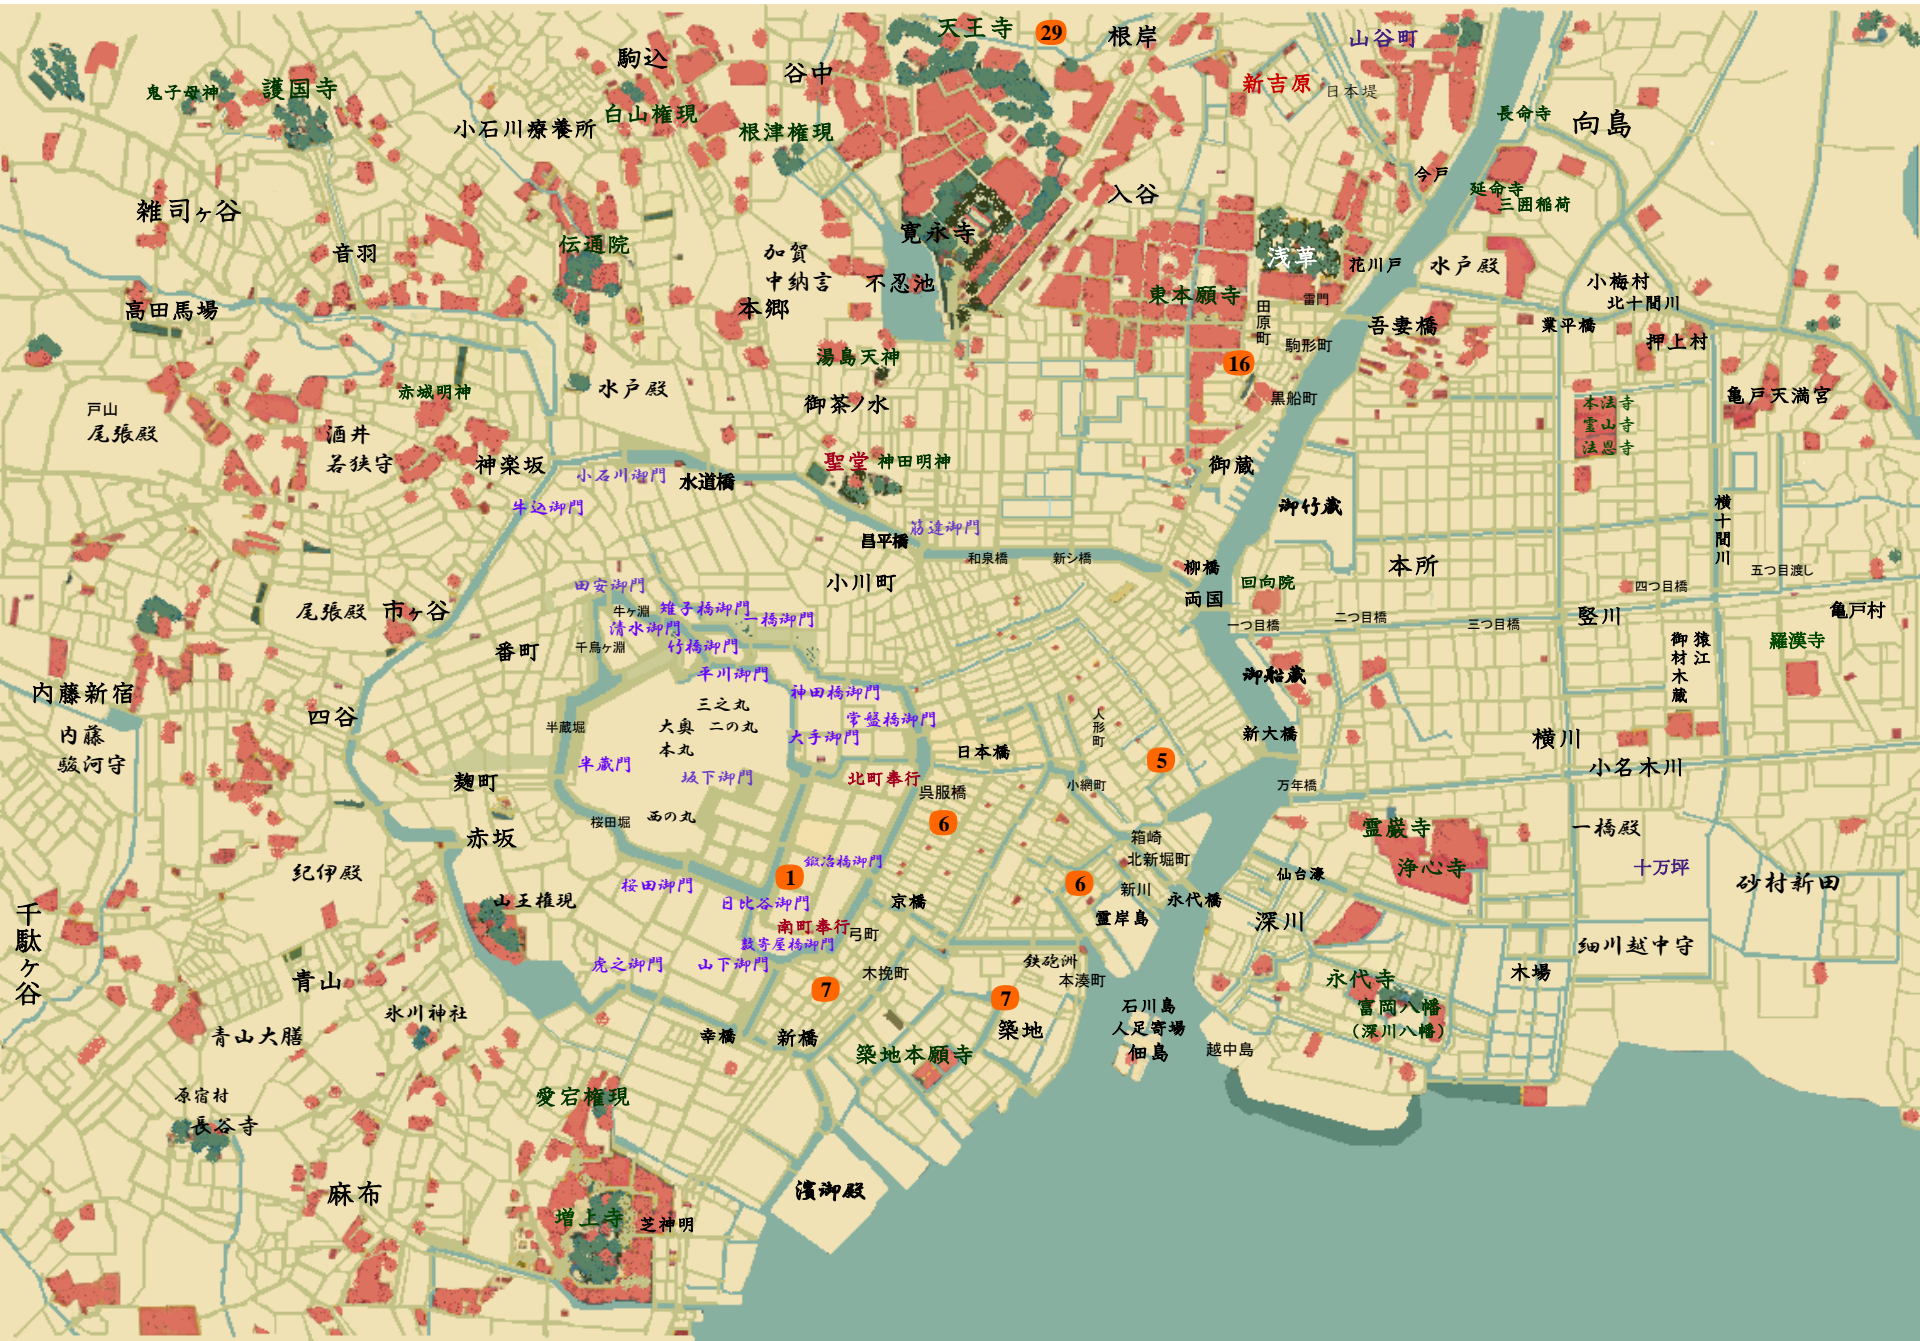 天王寺
29
根岸
山谷町
駒込
谷中
新吉原
日本堤
鬼子母神
護国寺
白山権現
根津権現
小石川療養所
長命寺
向島
今戸
入谷
延命寺
三囲稲荷
雑司ヶ谷
音羽
伝通院
寛永寺
浅草
花川戸
水戸殿
加賀
中納言
本郷
不忍池
東本願寺
雷門
田原町
小梅村
北十間川
高田馬場
吾妻橋
業平橋
押上村
駒形町
湯島天神
16
赤城明神
水戸殿
御茶ノ水
黒船町
亀戸天満宮
戸山
尾張殿
本法寺
霊山寺
法恩寺
酒井
若狭守
神楽坂
小石川御門
水道橋
聖堂
神田明神
御蔵
牛込御門
御竹蔵
横十間川
筋違御門
昌平橋
和泉橋
新シ橋
柳橋
本所
五つ目渡し
小川町
回向院
四つ目橋
田安御門
両国
尾張殿
市ヶ谷
牛ヶ淵
雉子橋御門
一橋御門
清水御門
一つ目橋
二つ目橋
三つ目橋
竪川
亀戸村
番町
千鳥ヶ淵
竹橋御門
猿江
御材木蔵
羅漢寺
平川御門
御船蔵
内藤新宿
神田橋御門
四谷
三之丸
大奥
二の丸
本丸
常盤橋御門
大手御門
半蔵堀
人形町
新大橋
内藤
駿河守
日本橋
5
横川
半蔵門
坂下御門
北町奉行
小名木川
麹町
呉服橋
小網町
万年橋
桜田堀
西の丸
6
赤坂
箱崎
霊巌寺
一橋殿
鍛冶橋御門
北新堀町
紀伊殿
1
浄心寺
仙台濠
十万坪
砂村新田
桜田御門
6
新川
山王権現
日比谷御門
京橋
永代橋
千駄ヶ谷
霊岸島
深川
南町奉行
弓町
数寄屋橋御門
細川越中守
虎之御門
山下御門
木挽町
鉄砲洲
本湊町
青山
木場
永代寺
7
7
石川島
人足寄場
佃島
富岡八幡
(深川八幡)
氷川神社
青山大膳
幸橋
新橋
築地
越中島
築地本願寺
原宿村
愛宕権現
長谷寺
麻布
濱御殿
増上寺
芝神明